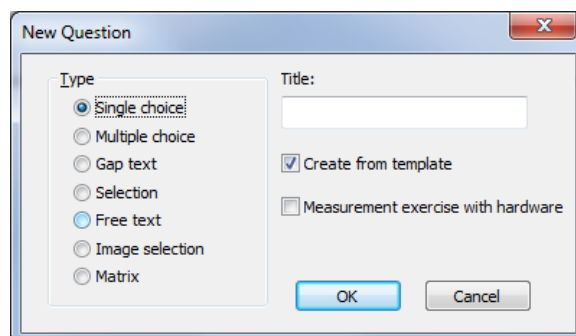 New Question
Type
Single choice
Multiple choice
Gap text
Selection
Free text
Image selection
Matrix
Title:
Create from template
Measurement exercise with hardware
OK
Cancel